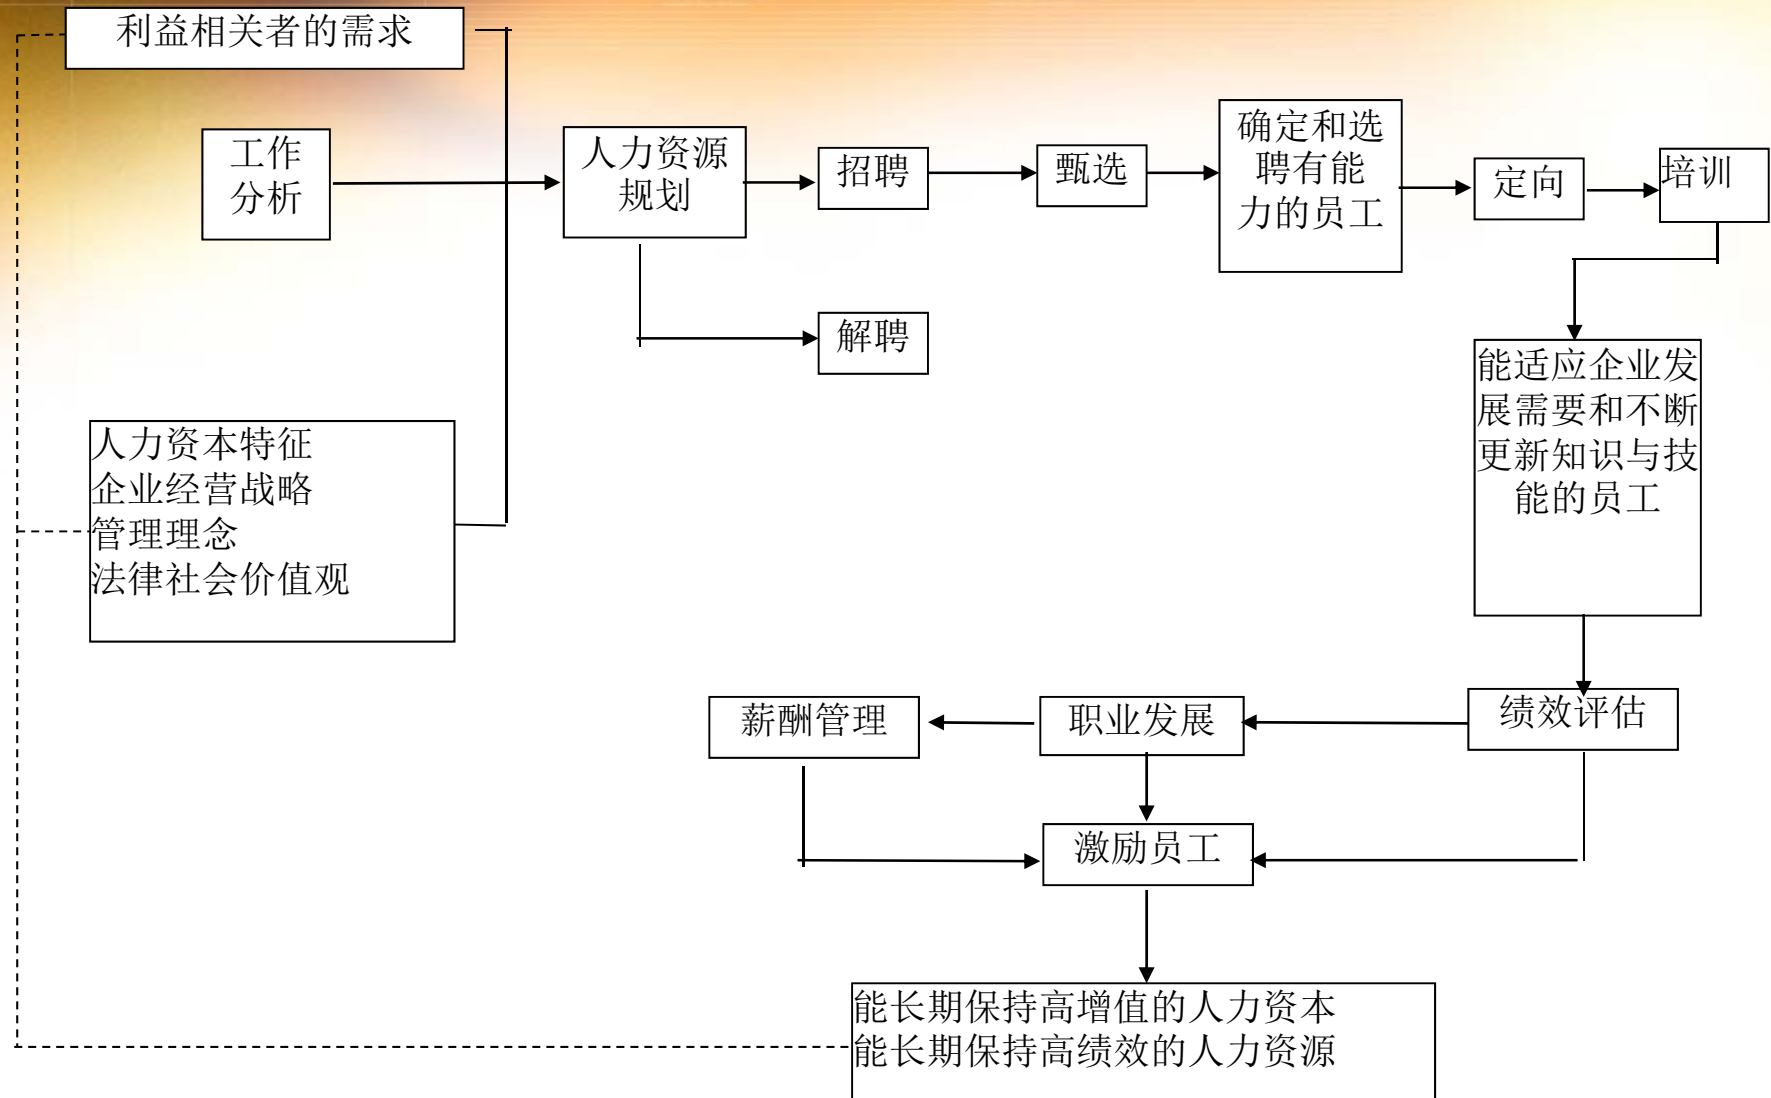 利益相关者的需求
工作
分析
人力资源
规划
招聘
甄选
确定和选
聘有能
力的员工
定向
培训
解聘
人力资本特征
企业经营战略
管理理念
法律社会价值观
能适应企业发
展需要和不断
更新知识与技
能的员工
薪酬管理
职业发展
绩效评估
激励员工
能长期保持高增值的人力资本
能长期保持高绩效的人力资源